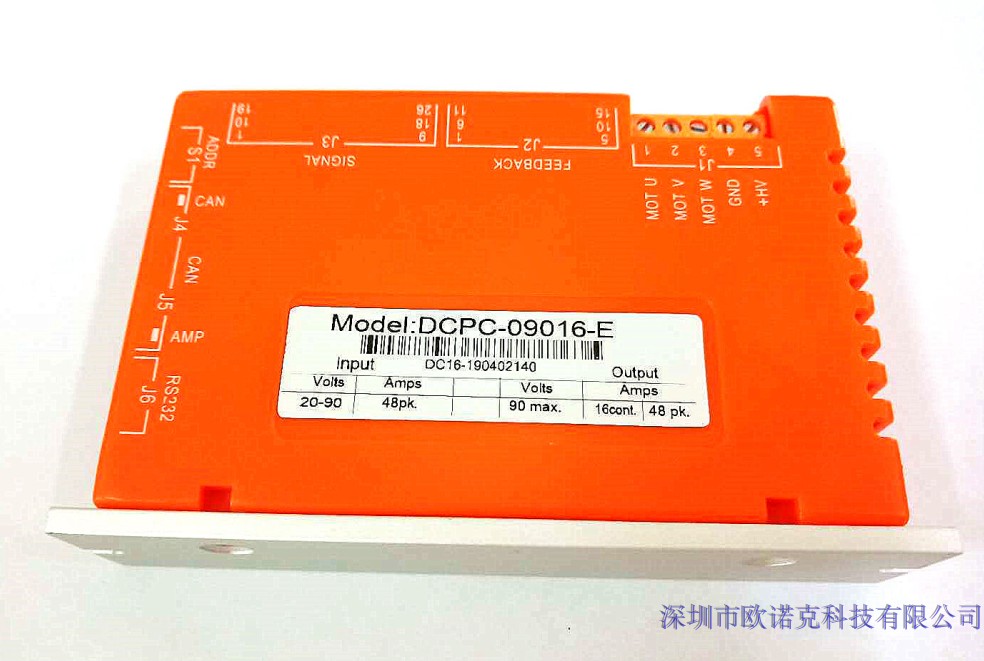 19 10 1
26 18 9
J3
SIGNAL
11 6 1
15 10 5
J2
FEEDBACK
1 2 3 4 5
J1
MOT U
MOT V
MOT W
GND
+HV
ADDR
S1
CAN
J4
CAN
J5
AMP
RS232
J6
Model:DCPC-09016-E
DC16-190402140
Input Output
Volts Amps Volts Amps
20-90 48pk. 90 max. 16cont. 48 pk.
深圳市欧诺克科技有限公司